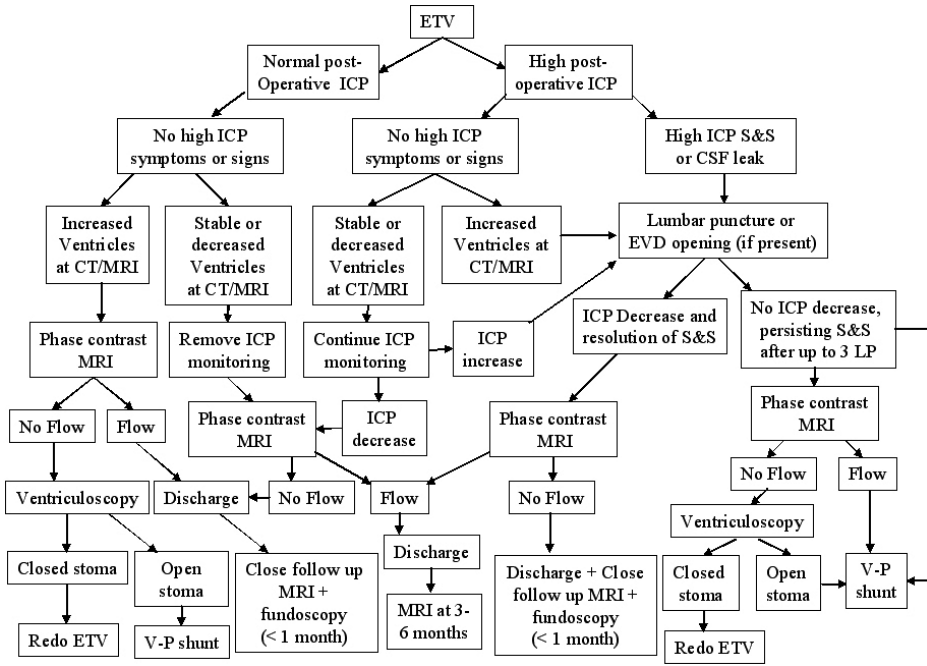 ETV
Normal post-
Operative ICP
High post-
operative ICP
No high ICP
symptoms or signs
No high ICP
symptoms or signs
High ICP S&S
or CSF leak
Increased
Ventricles
at CT/MRI
Stable or
decreased
Ventricles
at CT/MRI
Stable or
decreased
Ventricles
at CT/MRI
Increased
Ventricles at
CT/MRI
Lumbar puncture or
EVD opening (if present)
Phase contrast
MRI
Remove ICP
monitoring
Continue ICP
monitoring
ICP
increase
ICP Decrease and
resolution of S&S
No ICP decrease,
persisting S&S
after up to 3 LP
No Flow
Flow
Phase contrast
MRI
ICP
decrease
Phase contrast
MRI
Phase contrast
MRI
Ventriculoscopy
Discharge
No Flow
Flow
No Flow
No Flow
Flow
Ventriculoscopy
Closed stoma
Open
stoma
Close follow up
MRI +
fundoscopy
(< 1 month)
Discharge
MRI at 3-
6 months
Discharge + Close
follow up MRI +
fundoscopy
(< 1 month)
Closed
stoma
Open
stoma
V-P
shunt
Redo ETV
V-P shunt
Redo ETV